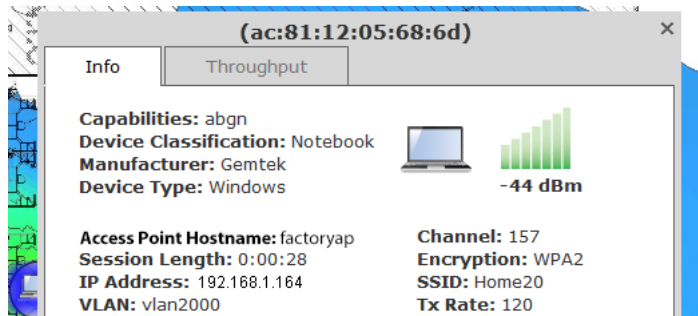 (ac:81:12:05:68:6d) ×
Info Throughput
Capabilities: abgn
Device Classification: Notebook
Manufacturer: Gemtek
Device Type: Windows
-44 dBm
Access Point Hostname: factoryap
Session Length: 0:00:28
IP Address: 192.168.1.164
VLAN: vlan2000
Channel: 157
Encryption: WPA2
SSID: Home20
Tx Rate: 120